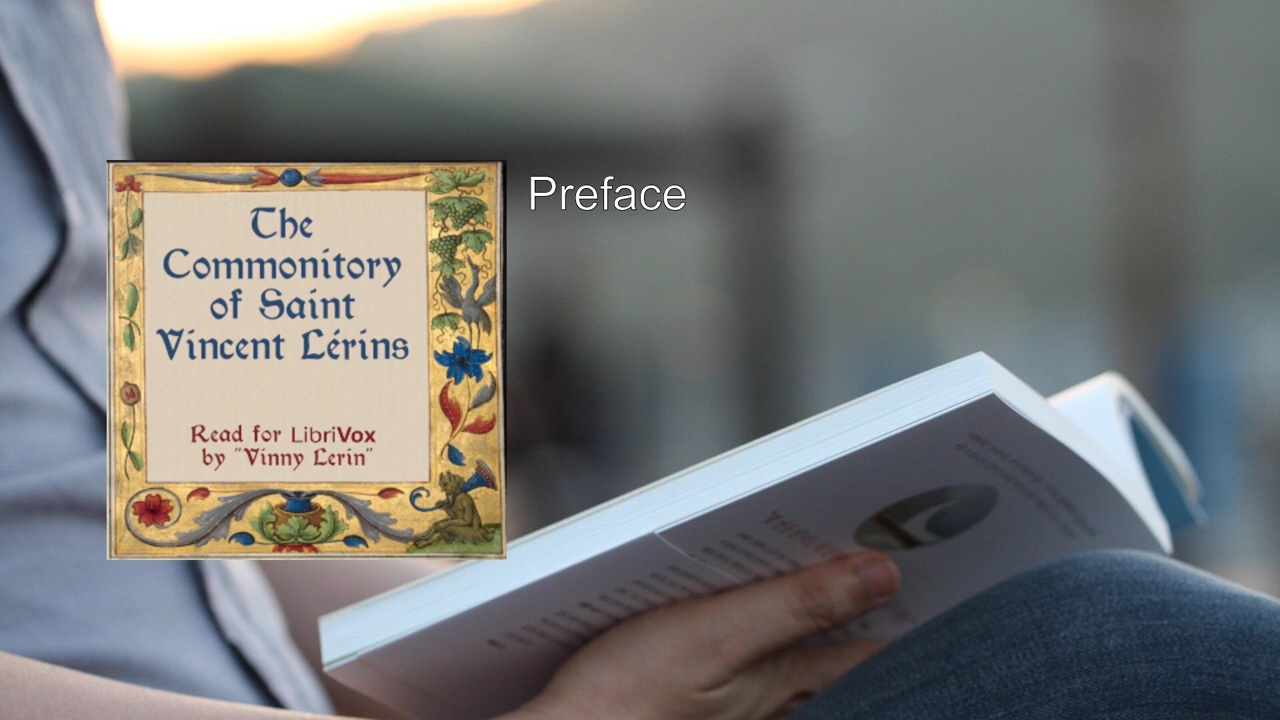 The
Commonitory
of Saint
Vincent Lérins
Read for LibriVox
by "Vinny Lerin"
Preface